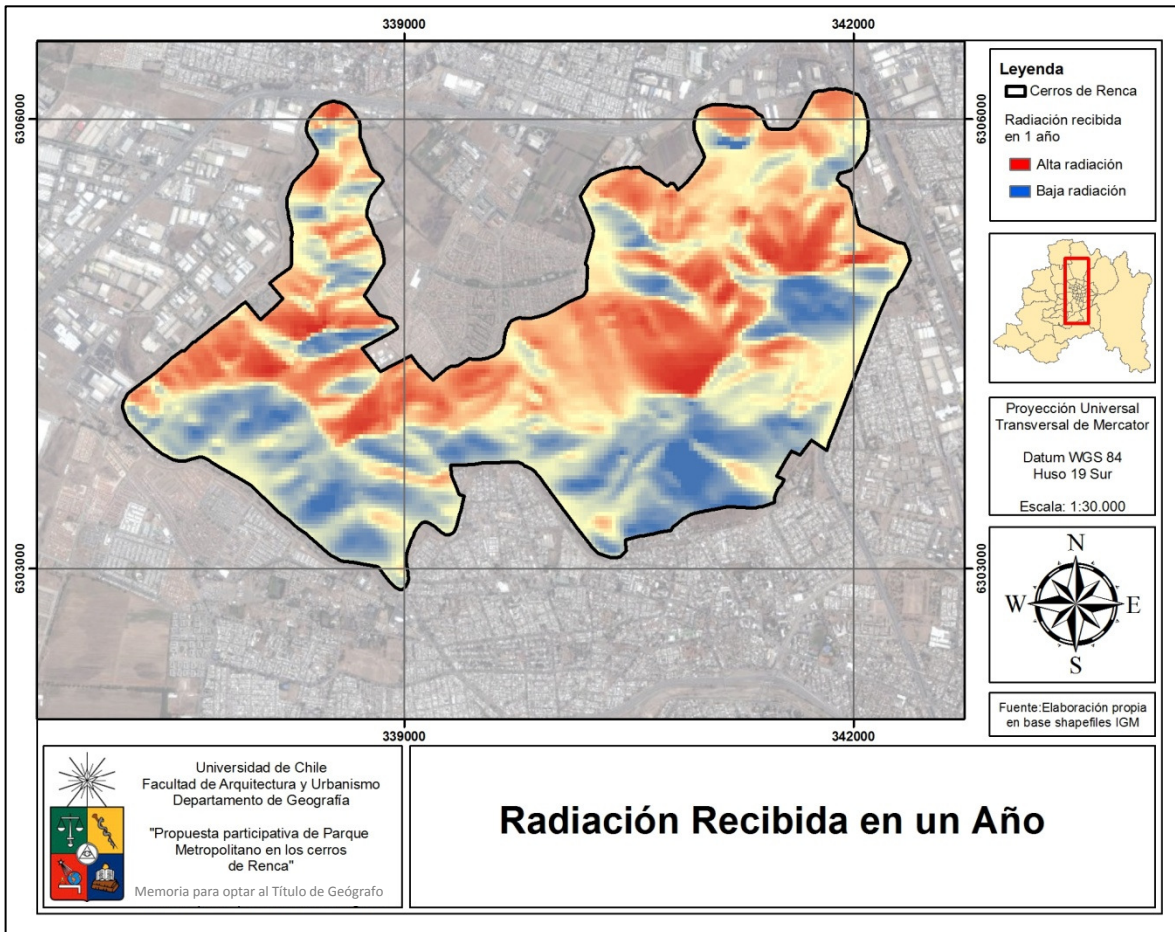 339000
342000
6306000
6306000
6303000
6303000
339000
342000
Leyenda
Cerros de Renca
Radiación recibida
en 1 año
Alta radiación
Baja radiación
Proyección Universal
Transversal de Mercator
Datum WGS 84
Huso 19 Sur
Escala: 1:30.000
N
W
E
S
Fuente:Elaboración propia
en base shapefiles IGM
Universidad de Chile
Facultad de Arquitectura y Urbanismo
Departamento de Geografía
"Propuesta participativa de Parque
Metropolitano en los cerros
de Renca"
Memoria para optar al Título de Geógrafo
Radiación Recibida en un Año